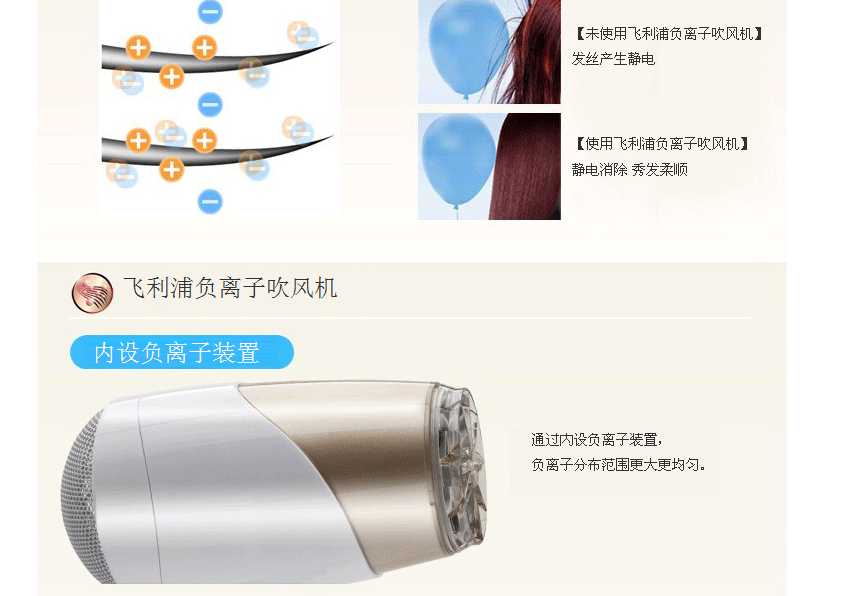 【未使用飞利浦负离子吹风机】
发丝产生静电
【使用飞利浦负离子吹风机】
静电消除 秀发柔顺
飞利浦负离子吹风机
内设负离子装置
通过内设负离子装置，
负离子分布范围更大更均匀。